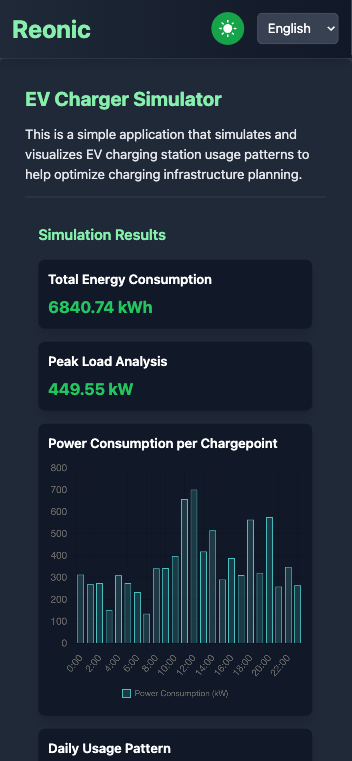 Reonic
English
EV Charger Simulator
This is a simple application that simulates and
visualizes EV charging station usage patterns to
help optimize charging infrastructure planning.
Simulation Results
Total Energy Consumption
6840.74 kWh
Peak Load Analysis
449.55 kW
Power Consumption per Chargepoint
800
700
600
500
400
300
200
100
0
0:00 2:00 4:00 6:00 8:00 10:00 12:00 14:00 16:00 18:00 20:00 22:00
Power Consumption (kW)
Daily Usage Pattern